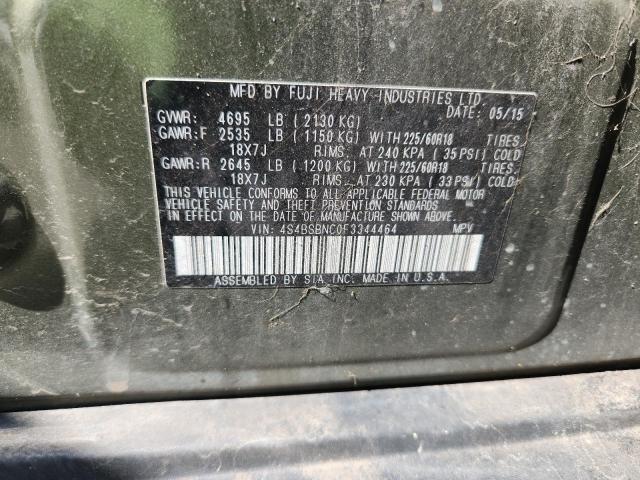 MFD BY FUJI HEAVY INDUSTRIES LTD.
DATE: 05/15
GVWR: 4695 LB (2130 KG)
GAWR:F 2535 LB (1150 KG) WITH 225/60R18 TIRES,
18X7J RIMS, AT 240 KPA (35 PSI) COLD
GAWR:R 2645 LB (1200 KG) WITH 225/60R18 TIRES,
18X7J RIMS, AT 230 KPA (33 PSI) COLD
THIS VEHICLE CONFORMS TO ALL APPLICABLE FEDERAL MOTOR
VEHICLE SAFETY STANDARDS IN EFFECT ON THE
DATE OF MANUFACTURE SHOWN ABOVE.
VIN: 4S4BSBNC0F3344464 MPV
ASSEMBLED BY SIA, INC. MADE IN U.S.A.